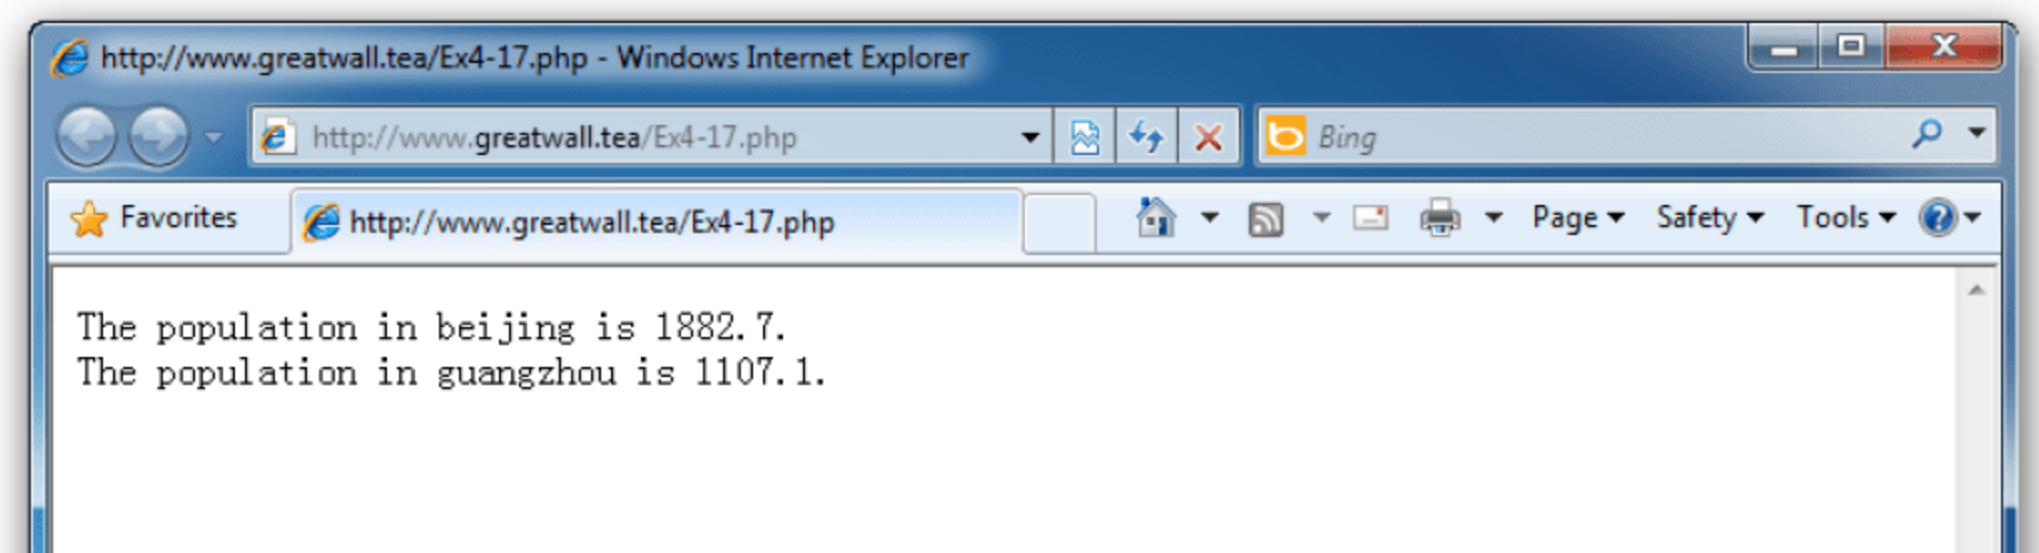 http://www.greatwall.tea/Ex4-17.php - Windows Internet Explorer
http://www.greatwall.tea/Ex4-17.php
Bing
Favorites
http://www.greatwall.tea/Ex4-17.php
Page
Safety
Tools
The population in beijing is 1882.7.
The population in guangzhou is 1107.1.